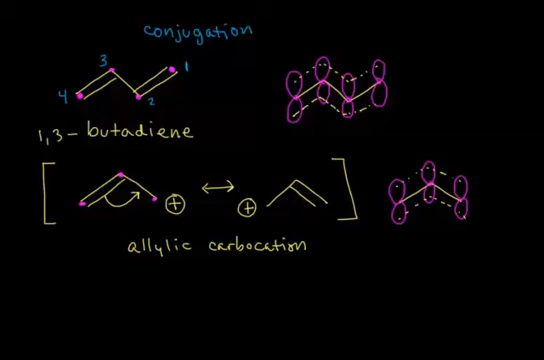 conjugation
3
1
4
2
1,3 - butadiene
+
+
allylic carbocation